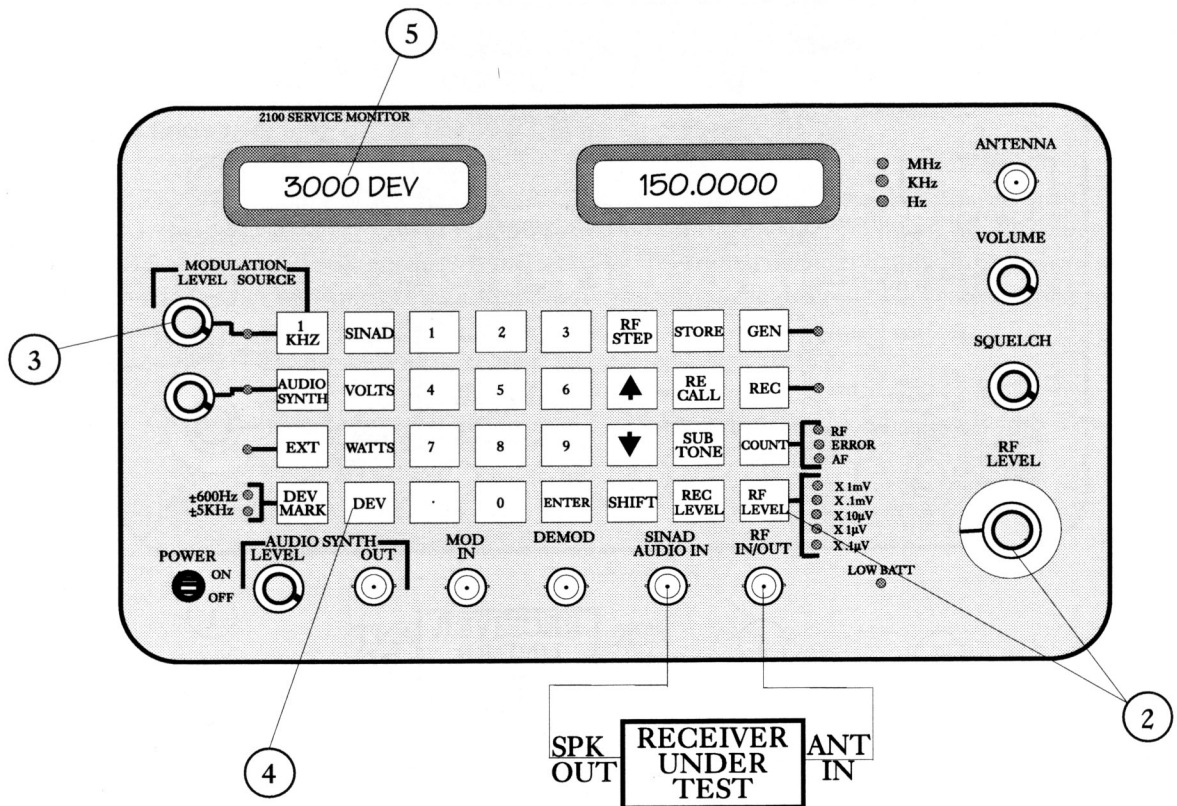 5
2100 SERVICE MONITOR
3000 DEV
150.0000
MHz
KHz
Hz
ANTENNA
VOLUME
SQUELCH
RF
LEVEL
MODULATION
LEVEL SOURCE
3
1
KHZ
SINAD
1
2
3
RF
STEP
STORE
GEN
AUDIO
SYNTH
VOLTS
4
5
6
RE
CALL
REC
EXT
WATTS
7
8
9
SUB
TONE
COUNT
RF
ERROR
AF
±600Hz
±5KHz
DEV
MARK
DEV
.
0
ENTER
SHIFT
REC
LEVEL
RF
LEVEL
X 1mV
X .1mV
X 10µV
X 1µV
X .1µV
LOW BATT
POWER
ON
OFF
AUDIO SYNTH
LEVEL
OUT
MOD
IN
DEMOD
SINAD
AUDIO IN
RF
IN/OUT
2
4
SPK
OUT
RECEIVER
UNDER
TEST
ANT
IN